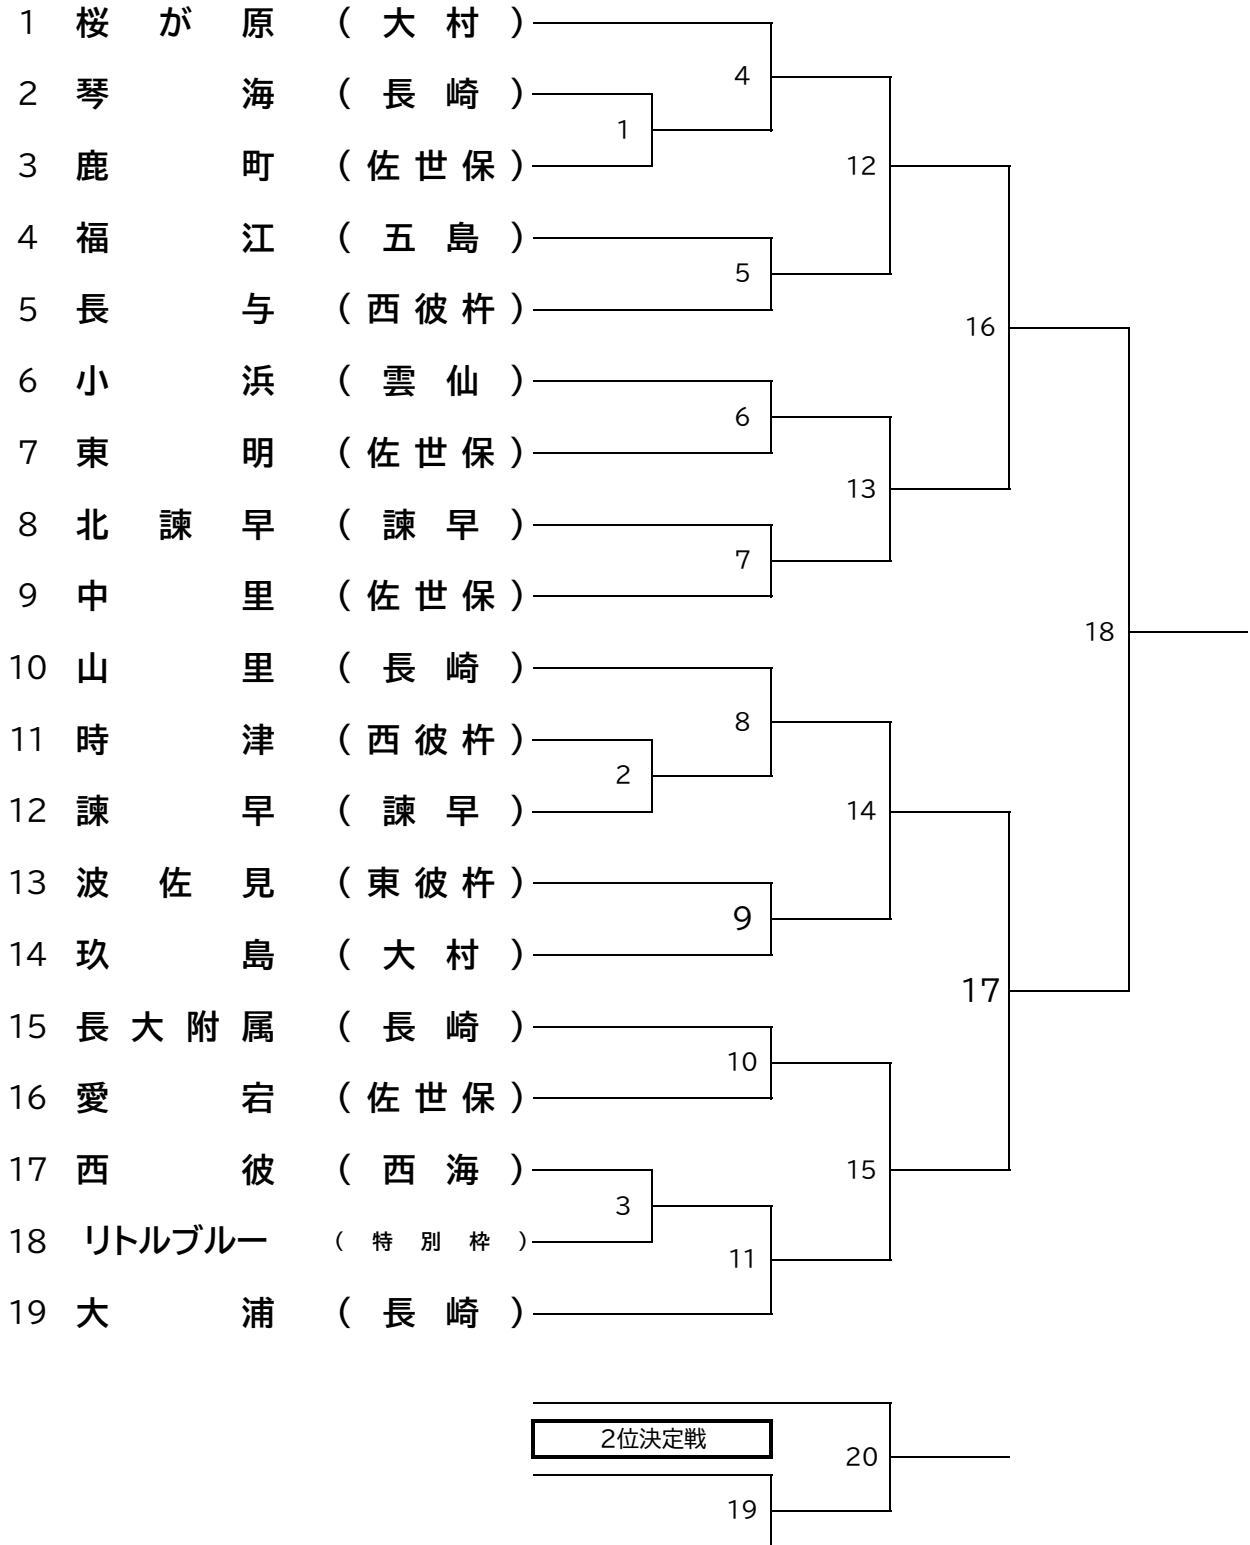 1 桜が原 (大村)
4
2 琴海 (長崎)
1
3 鹿町 (佐世保)
12
4 福江 (五島)
5
5 長与 (西彼杵)
16
6 小浜 (雲仙)
6
7 東明 (佐世保)
13
8 北諫早 (諫早)
7
9 中里 (佐世保)
18
10 山里 (長崎)
8
11 時津 (西彼杵)
2
12 諫早 (諫早)
14
13 波佐見 (東彼杵)
9
14 玖島 (大村)
17
15 長大附属 (長崎)
10
16 愛宕 (佐世保)
17 西彼 (西海)
15
3
18 リトルブルー (特別枠)
11
19 大浦 (長崎)
2位決定戦
20
19